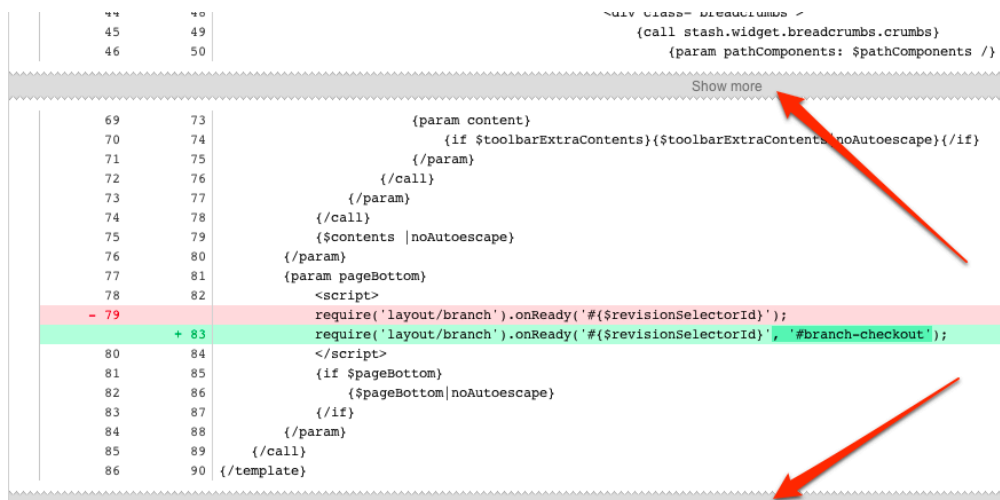 44 48 <div class="breadcrumbs">
45 49 {call stash.widget.breadcrumbs.crumbs}
46 50 {param pathComponents: $pathComponents /}
Show more
69 73 {param content}
70 74 {if $toolbarExtraContents}{$toolbarExtraContents|noAutoescape}{/if}
71 75 {/param}
72 76 {/call}
73 77 {/param}
74 78 {/call}
75 79 {$contents |noAutoescape}
76 80 {/param}
77 81 {param pageBottom}
78 82 <script>
- 79 require('layout/branch').onReady('#{$revisionSelectorId}');
+ 83 require('layout/branch').onReady('#{$revisionSelectorId}', '#branch-checkout');
80 84 </script>
81 85 {if $pageBottom}
82 86 {$pageBottom|noAutoescape}
83 87 {/if}
84 88 {/param}
85 89 {/call}
86 90 {/template}